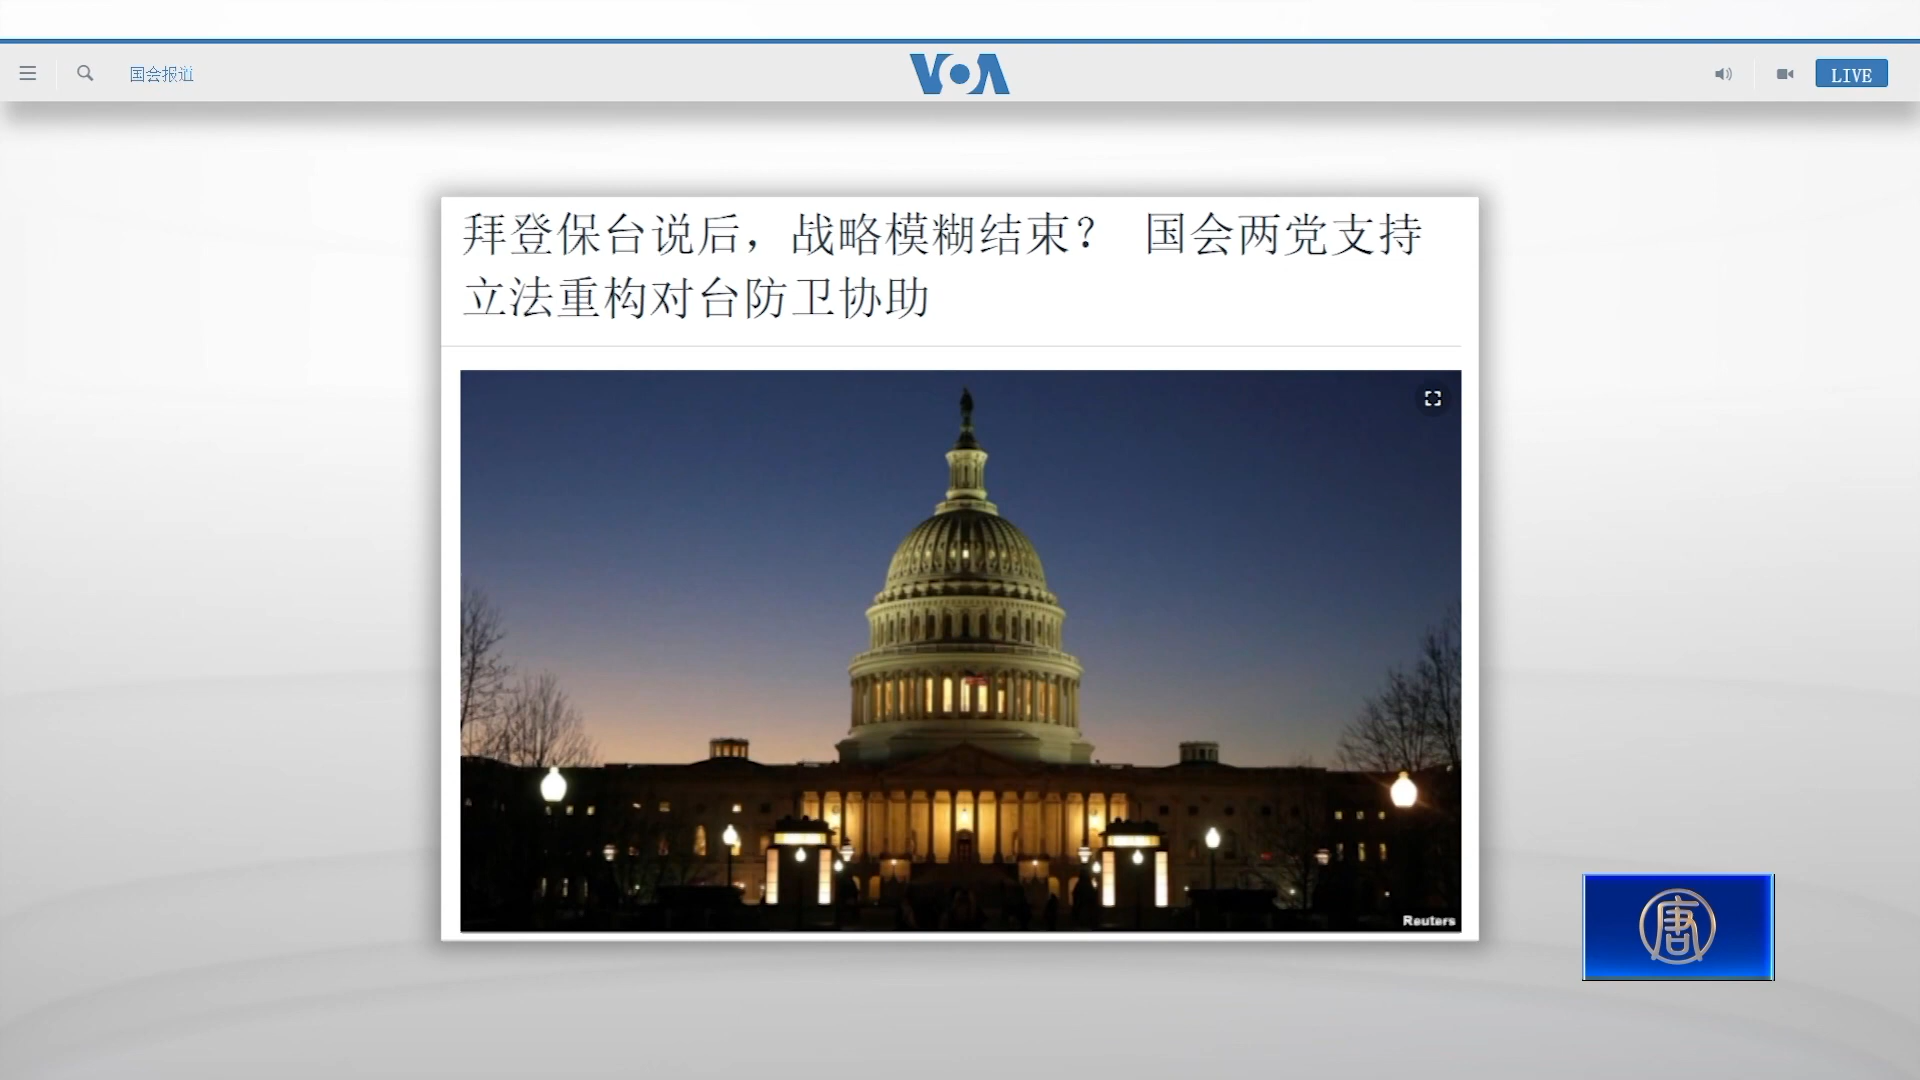 国会报道
VOA
LIVE
拜登保台说后，战略模糊结束？ 国会两党支持
立法重构对台防卫协助
Reuters
唐